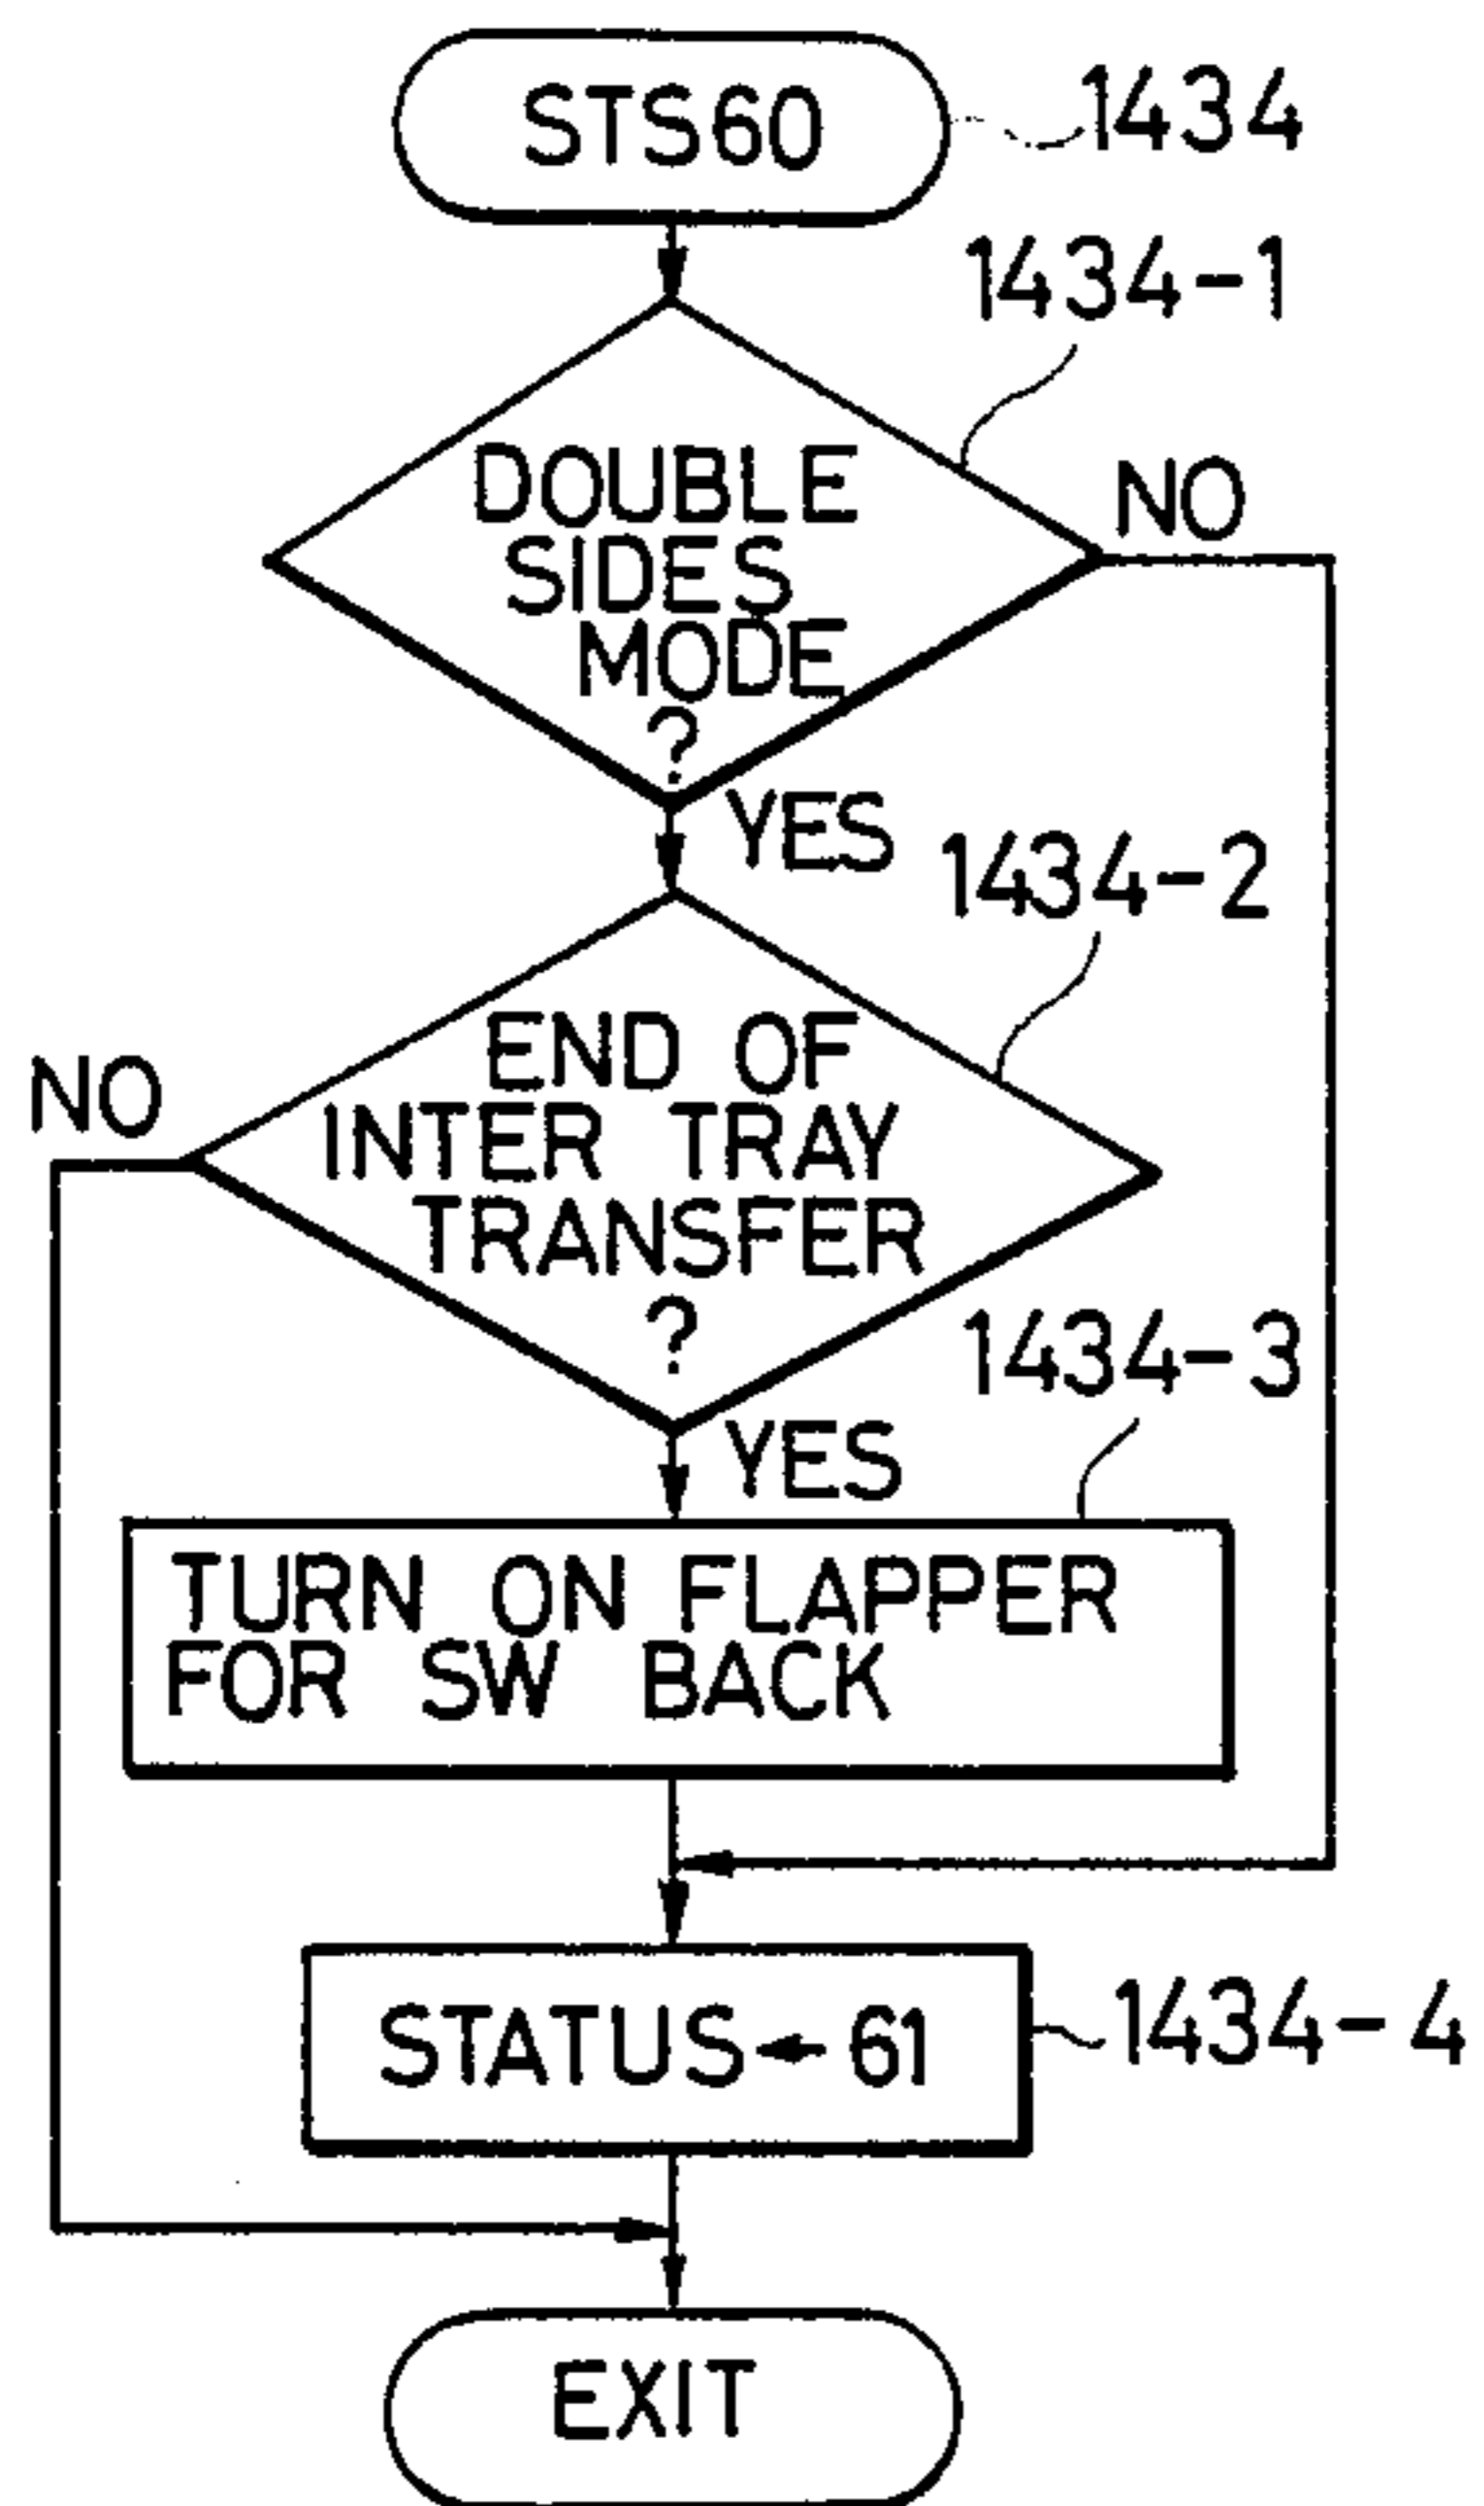 STS60
1434
1434-1
DOUBLE
SIDES
MODE
?
NO
YES
1434-2
END OF
INTER TRAY
TRANSFER
?
NO
YES
1434-3
TURN ON FLAPPER
FOR SW BACK
STATUS ← 61
1434-4
EXIT